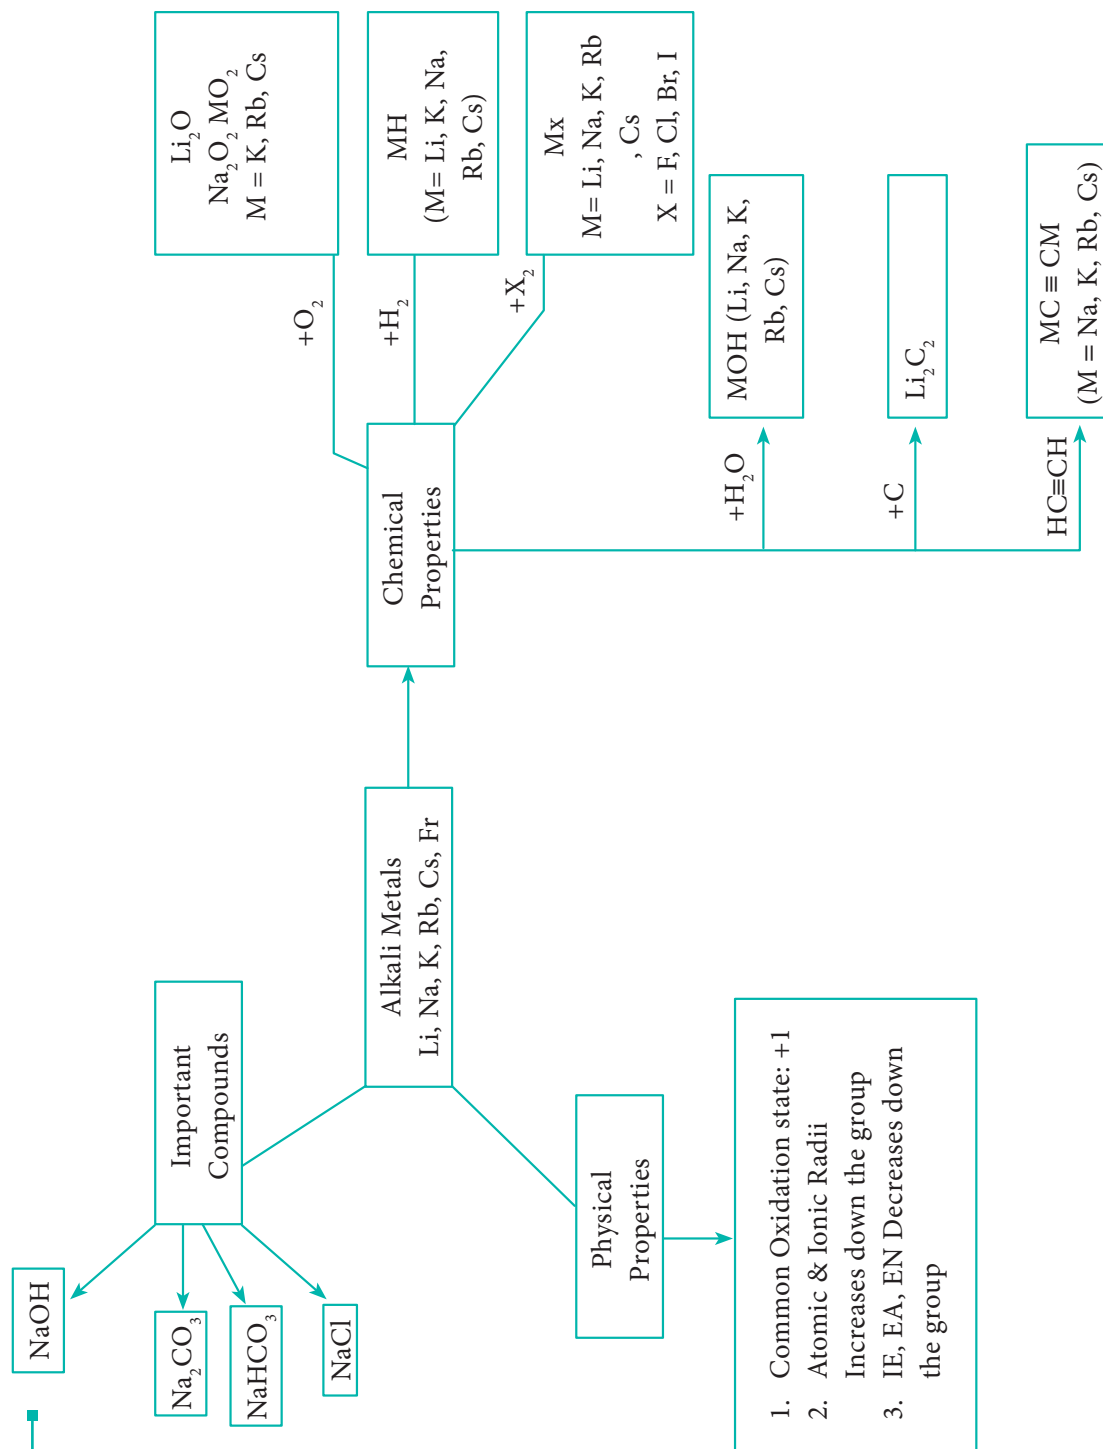 Li₂O
Na₂O₂ MO₂
M = K, Rb, Cs
+O₂
MH
(M= Li, K, Na,
Rb, Cs)
+H₂
Mx
M= Li, Na, K, Rb
, Cs
X = F, Cl, Br, I
+X₂
Chemical
Properties
MOH (Li, Na, K,
Rb, Cs)
+H₂O
Li₂C₂
+C
MC ≡ CM
(M = Na, K, Rb, Cs)
HC≡CH
Alkali Metals
Li, Na, K, Rb, Cs, Fr
Important
Compounds
NaOH
Na₂CO₃
NaHCO₃
NaCl
Physical
Properties
1. Common Oxidation state: +1
2. Atomic & Ionic Radii
Increases down the group
3. IE, EA, EN Decreases down
the group